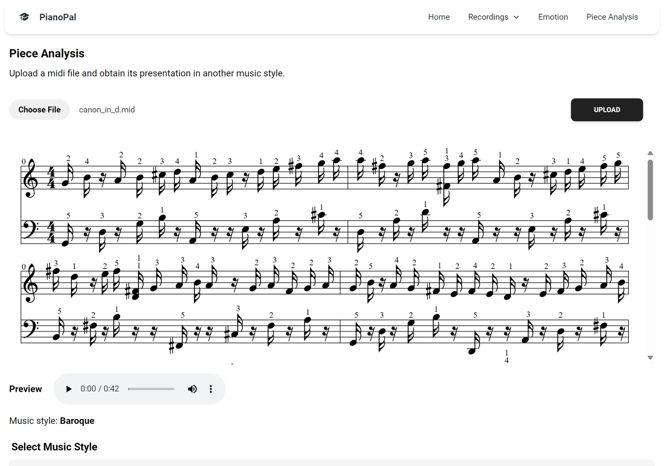 PianoPal
Home Recordings Emotion Piece Analysis
Piece Analysis
Upload a midi file and obtain its presentation in another music style.
Choose File canon_in_d.mid UPLOAD
Preview 0:00 / 0:42
Music style: Baroque
Select Music Style